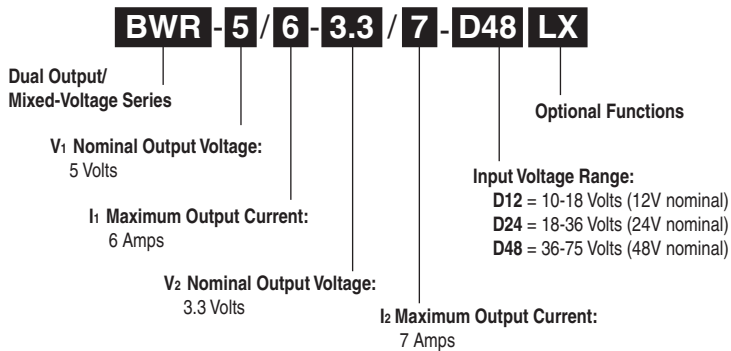 BWR - 5 / 6 - 3.3 / 7 - D48 LX
Dual Output/
Mixed-Voltage Series
Optional Functions
V1 Nominal Output Voltage:
5 Volts
Input Voltage Range:
D12 = 10-18 Volts (12V nominal)
D24 = 18-36 Volts (24V nominal)
D48 = 36-75 Volts (48V nominal)
I1 Maximum Output Current:
6 Amps
V2 Nominal Output Voltage:
3.3 Volts
I2 Maximum Output Current:
7 Amps